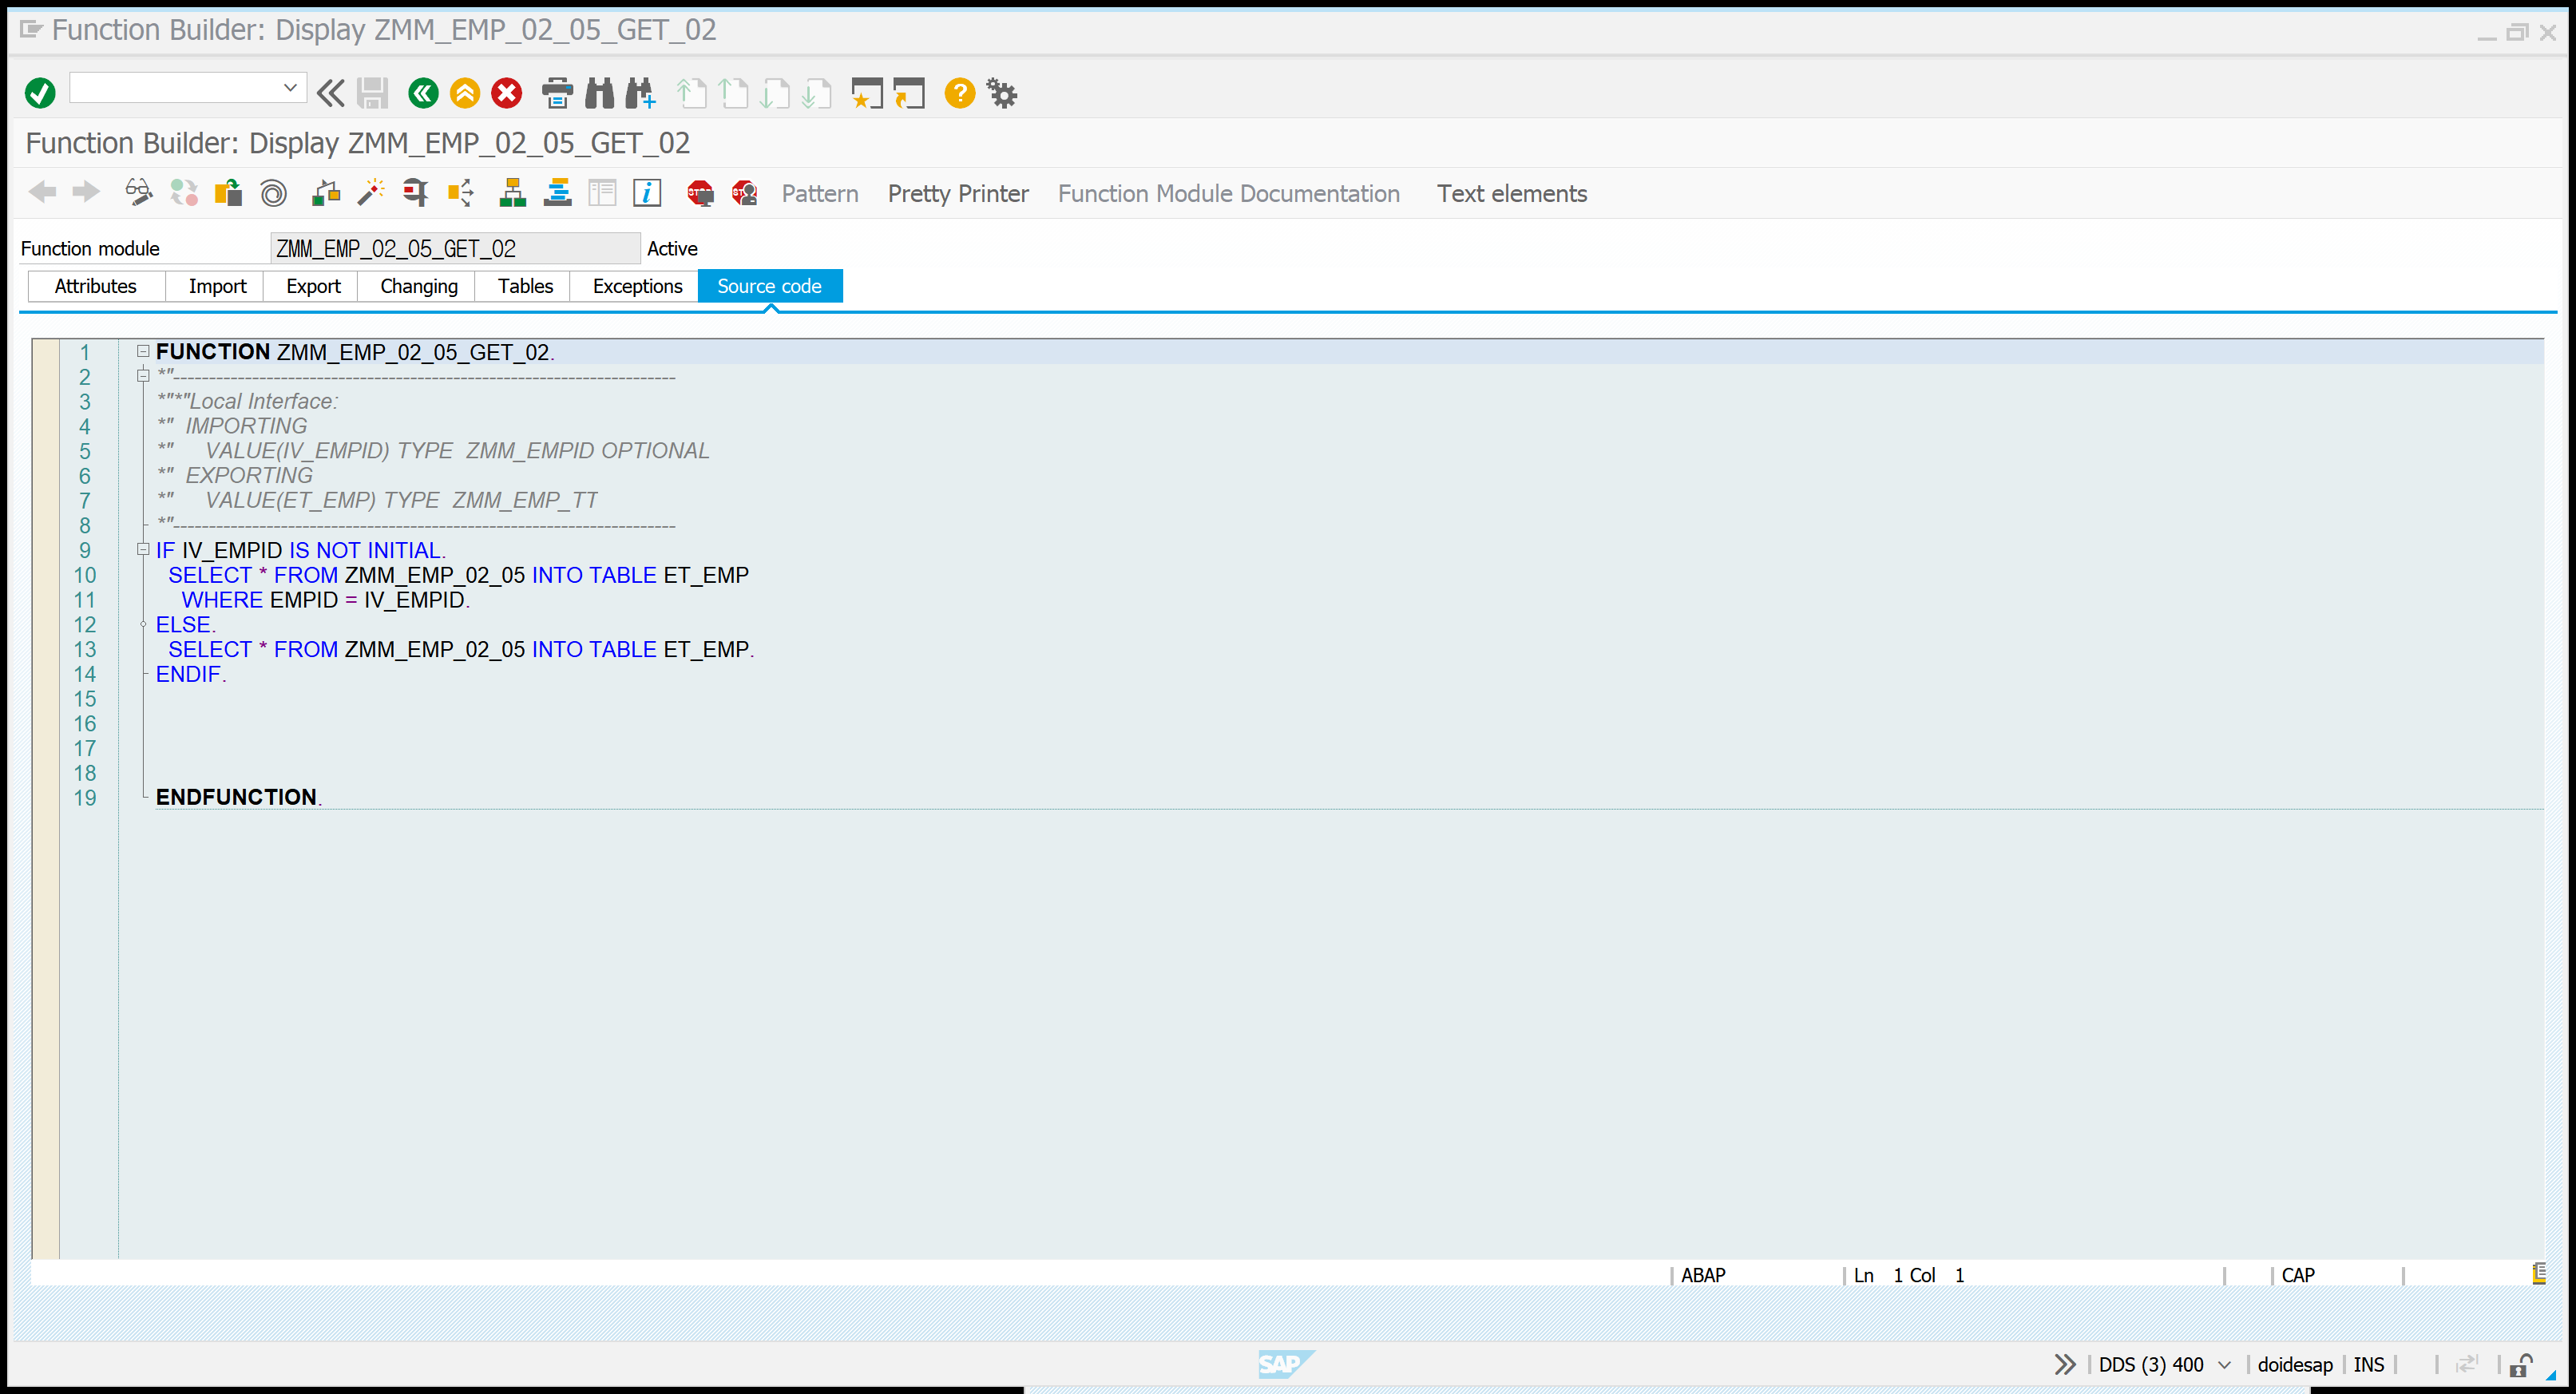 Function Builder: Display ZMM_EMP_02_05_GET_02
Function Builder: Display ZMM_EMP_02_05_GET_02
Pattern Pretty Printer Function Module Documentation Text elements
Function module ZMM_EMP_02_05_GET_02 Active
Attributes Import Export Changing Tables Exceptions Source code
1 FUNCTION ZMM_EMP_02_05_GET_02.
2 *"----------------------------------------------------------------------
3 *"*"Local Interface:
4 *" IMPORTING
5 *" VALUE(IV_EMPID) TYPE ZMM_EMPID OPTIONAL
6 *" EXPORTING
7 *" VALUE(ET_EMP) TYPE ZMM_EMP_TT
8 *"----------------------------------------------------------------------
9 IF IV_EMPID IS NOT INITIAL.
10 SELECT * FROM ZMM_EMP_02_05 INTO TABLE ET_EMP
11 WHERE EMPID = IV_EMPID.
12 ELSE.
13 SELECT * FROM ZMM_EMP_02_05 INTO TABLE ET_EMP.
14 ENDIF.
15
16
17
18
19 ENDFUNCTION.
ABAP Ln 1 Col 1 CAP
SAP DDS (3) 400 doidesap INS